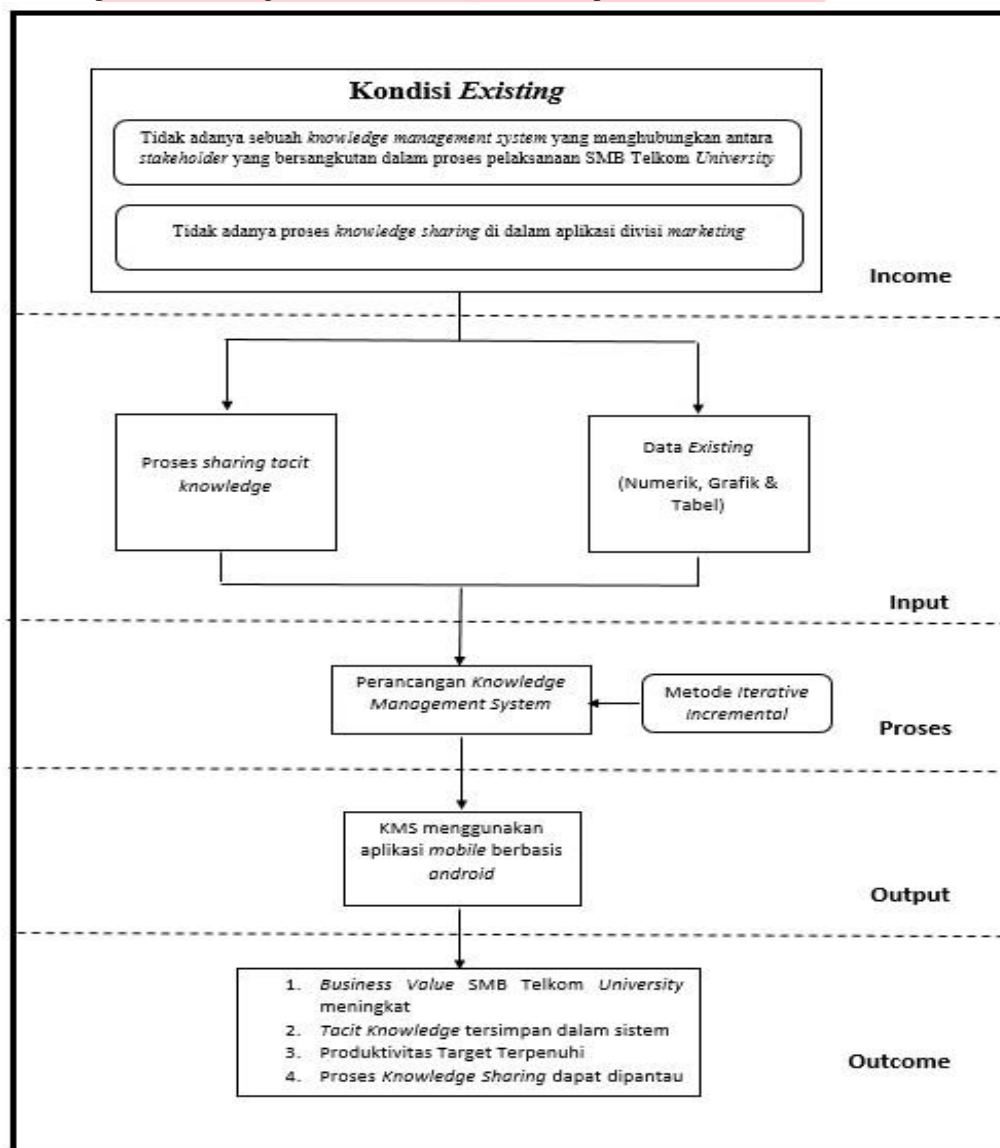 Kondisi Existing
Tidak adanya sebuah knowledge management system yang menghubungkan antara
stakeholder yang bersangkutan dalam proses pelaksanaan SMB Telkom University
Tidak adanya proses knowledge sharing di dalam aplikasi divisi marketing
Income
Proses sharing tacit
knowledge
Data Existing
(Numerik, Grafik &
Tabel)
Input
Perancangan Knowledge
Management System
Metode Iterative
Incremental
Proses
KMS menggunakan
aplikasi mobile berbasis
android
Output
1. Business Value SMB Telkom University
meningkat
2. Tacit Knowledge tersimpan dalam sistem
3. Produktivitas Target Terpenuhi
4. Proses Knowledge Sharing dapat dipantau
Outcome